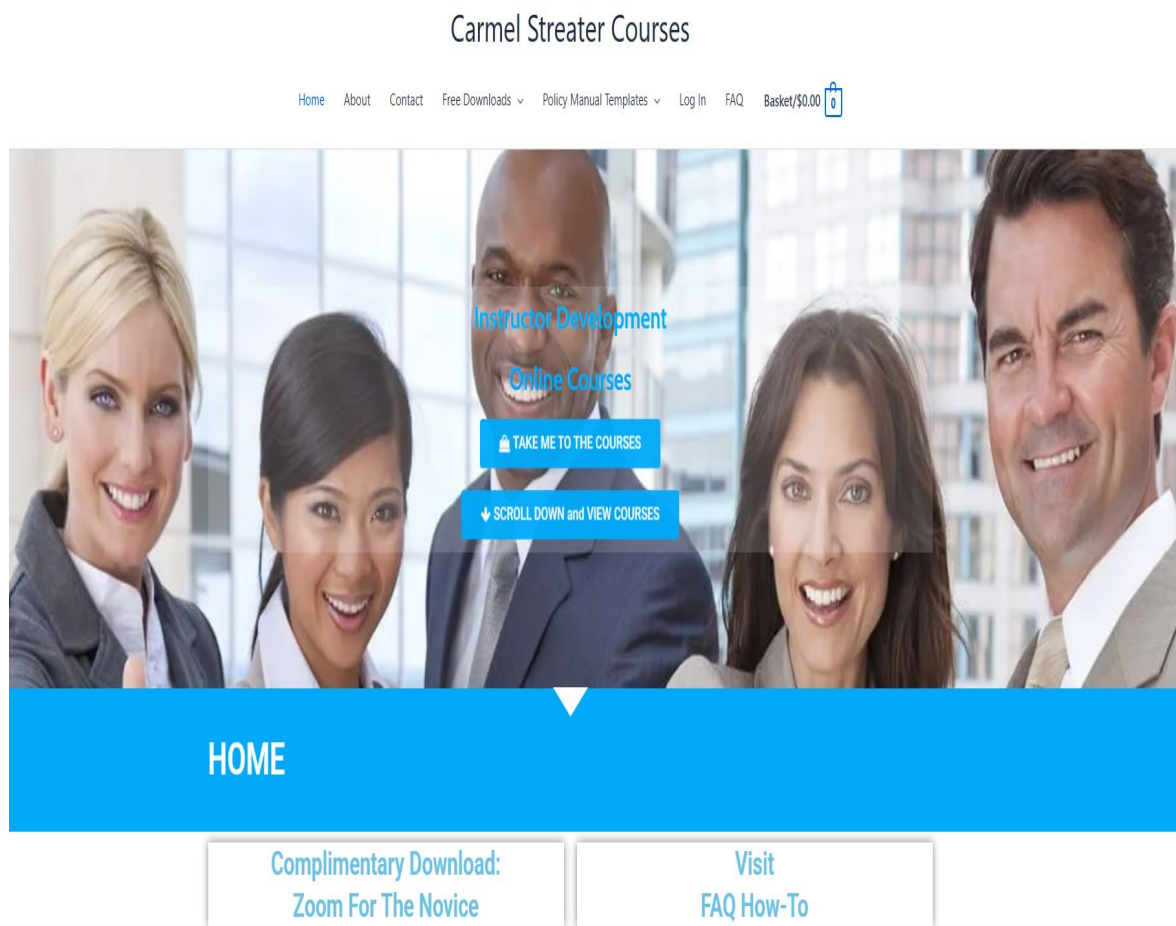 Carmel Streater Courses
Home About Contact Free Downloads Policy Manual Templates Log In FAQ Basket/$0.00 0
Instructor Development
Online Courses
TAKE ME TO THE COURSES
SCROLL DOWN and VIEW COURSES
HOME
Complimentary Download:
Zoom For The Novice
Visit
FAQ How-To